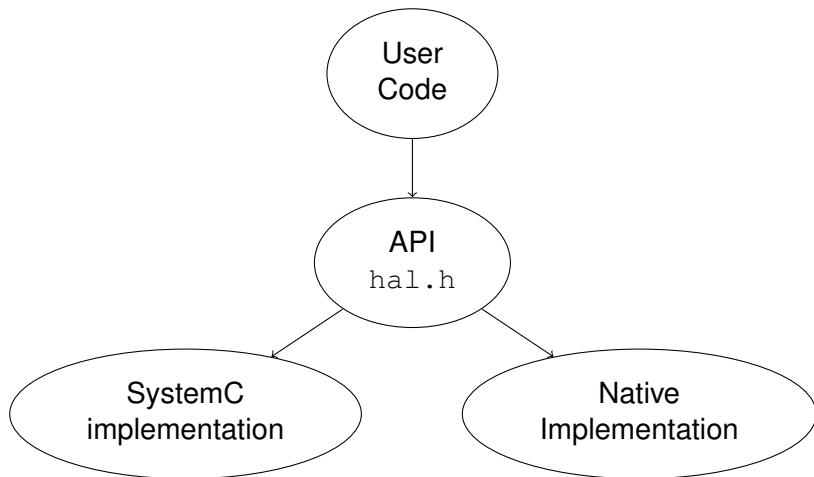 User
Code
API
hal.h
SystemC
implementation
Native
Implementation